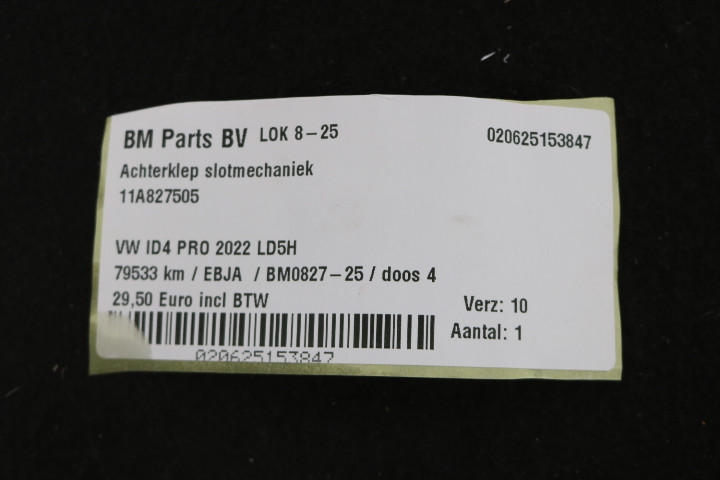 BM Parts BV LOK 8-25 020625153847
Achterklep slotmechaniek
11A827505
VW ID4 PRO 2022 LD5H
79533 km / EBJA / BM0827-25 / doos 4
29,50 Euro incl BTW Verz: 10
Aantal: 1
020625153847